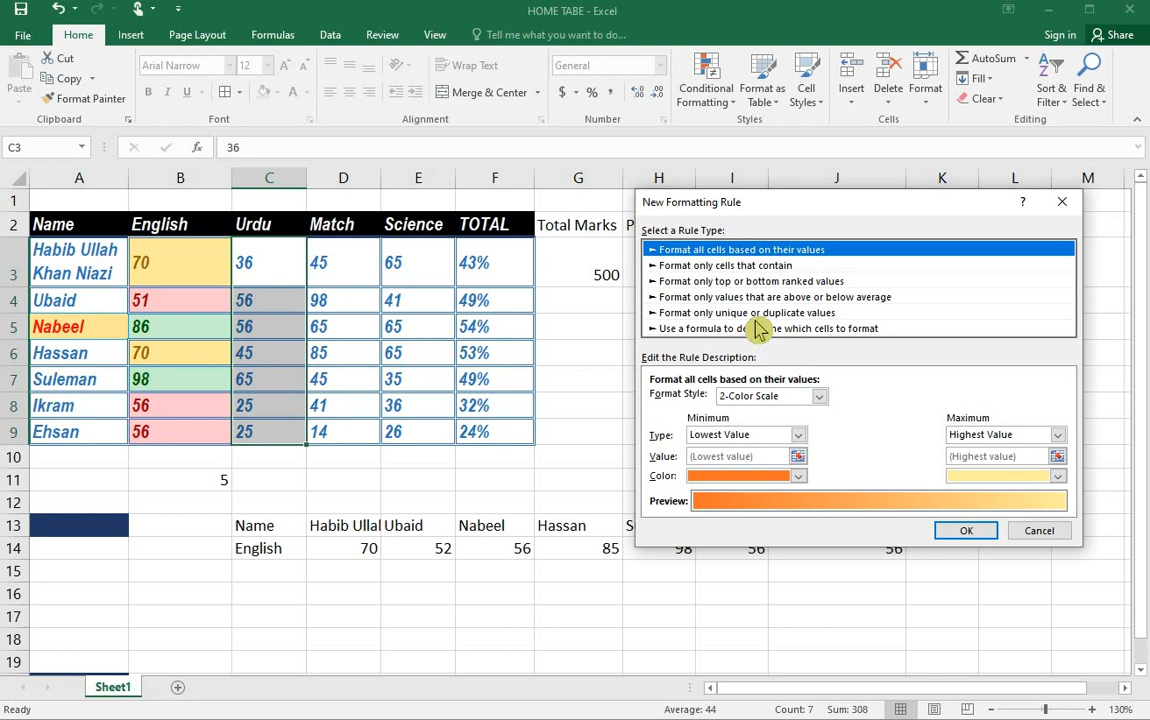 HOME TABE - Excel
Sign in Share
File Home Insert Page Layout Formulas Data Review View Tell me what you want to do...
Paste Cut Copy Format Painter Clipboard
Arial Narrow 12 B I U A A A Font
Wrap Text Merge & Center Alignment
General $ % , Number
Conditional Formatting Format as Table Cell Styles Styles
Insert Delete Format Cells
AutoSum Fill Clear Sort & Filter Find & Select Editing
C3 fx 36
A B C D E F G H I J K L M
1
2 Name English Urdu Match Science TOTAL Total Marks P
3 Habib Ullah Khan Niazi 70 36 45 65 43% 500
4 Ubaid 51 56 98 41 49%
5 Nabeel 86 56 65 65 54%
6 Hassan 70 45 85 65 53%
7 Suleman 98 65 45 35 49%
8 Ikram 56 25 41 36 32%
9 Ehsan 56 25 14 26 24%
10
11 5
12
13 Name Habib Ullal Ubaid Nabeel Hassan S
14 English 70 52 56 85 98 56 56
15
16
17
18
19
New Formatting Rule ?
Select a Rule Type:
► Format all cells based on their values
► Format only cells that contain
► Format only top or bottom ranked values
► Format only values that are above or below average
► Format only unique or duplicate values
► Use a formula to de ne which cells to format
Edit the Rule Description:
Format all cells based on their values:
Format Style: 2-Color Scale
Minimum Maximum
Type: Lowest Value Highest Value
Value: (Lowest value) (Highest value)
Color:
Preview:
OK Cancel
Sheet1
Ready Average: 44 Count: 7 Sum: 308 130%